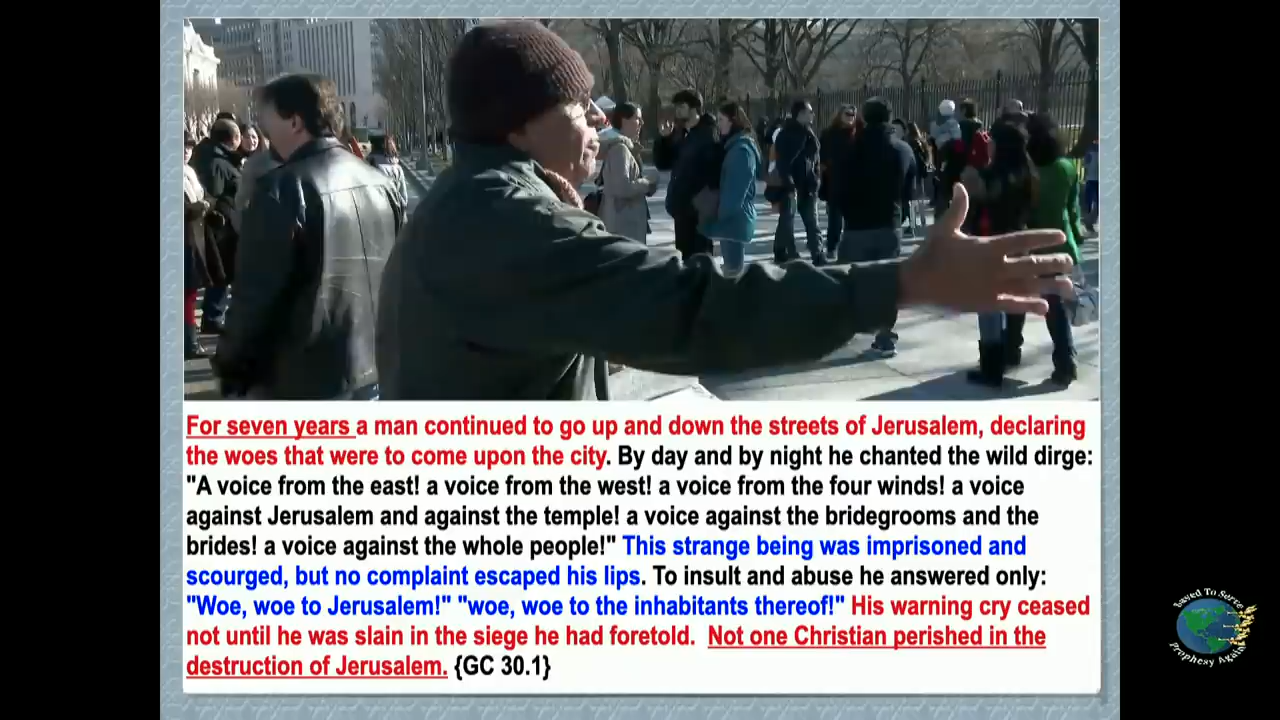 For seven years a man continued to go up and down the streets of Jerusalem, declaring
the woes that were to come upon the city. By day and by night he chanted the wild dirge:
"A voice from the east! a voice from the west! a voice from the four winds! a voice
against Jerusalem and against the temple! a voice against the bridegrooms and the
brides! a voice against the whole people!" This strange being was imprisoned and
scourged, but no complaint escaped his lips. To insult and abuse he answered only:
"Woe, woe to Jerusalem!" "woe, woe to the inhabitants thereof!" His warning cry ceased
not until he was slain in the siege he had foretold. Not one Christian perished in the
destruction of Jerusalem. {GC 30.1}
To Serve
Prophesy Again